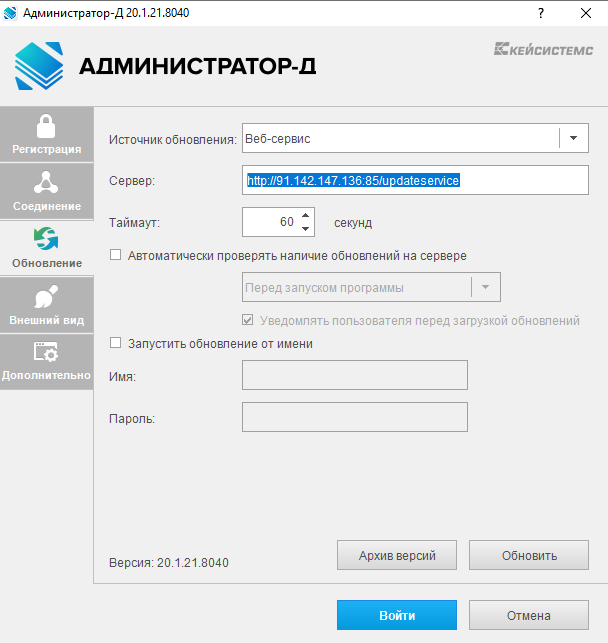 Администратор-Д 20.1.21.8040
?
КЕЙСИСТЕМС
АДМИНИСТРАТОР-Д
Регистрация
Соединение
Обновление
Внешний вид
Дополнительно
Источник обновления: Веб-сервис
Сервер: http://91.142.147.136:85/updateservice
Таймаут: 60 секунд
Автоматически проверять наличие обновлений на сервере
Перед запуском программы
Уведомлять пользователя перед загрузкой обновлений
Запустить обновление от имени
Имя:
Пароль:
Версия: 20.1.21.8040
Архив версий
Обновить
Войти
Отмена